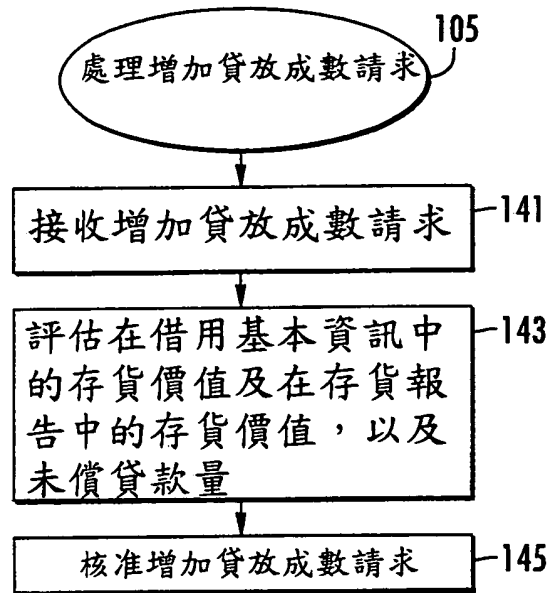 處理增加貸放成數請求
105
接收增加貸放成數請求
141
評估在借用基本資訊中
的存貨價值及在存貨報
告中的存貨價值，以及
未償貸款量
143
核准增加貸放成數請求
145